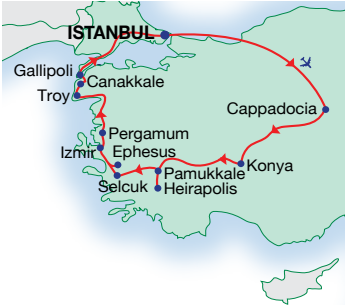 ISTANBUL
Gallipoli
Canakkale
Troy
Cappadocia
Pergamum
Izmir
Ephesus
Konya
Pamukkale
Selcuk
Heirapolis